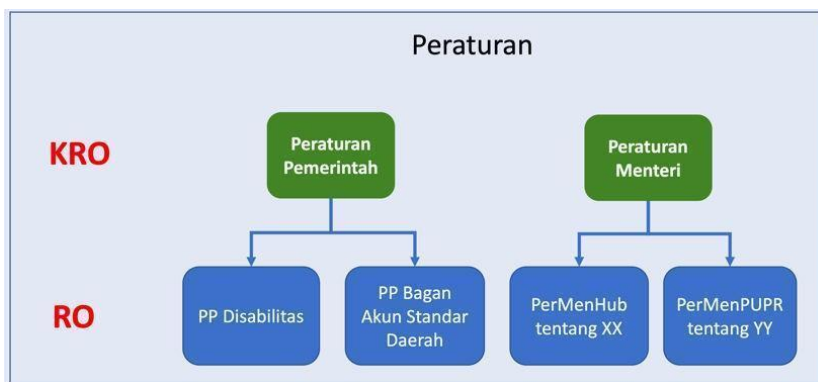 Peraturan
KRO
Peraturan
Pemerintah
Peraturan
Menteri
RO
PP Disabilitas
PP Bagan
Akun Standar
Daerah
PerMenHub
tentang XX
PerMenPUPR
tentang YY